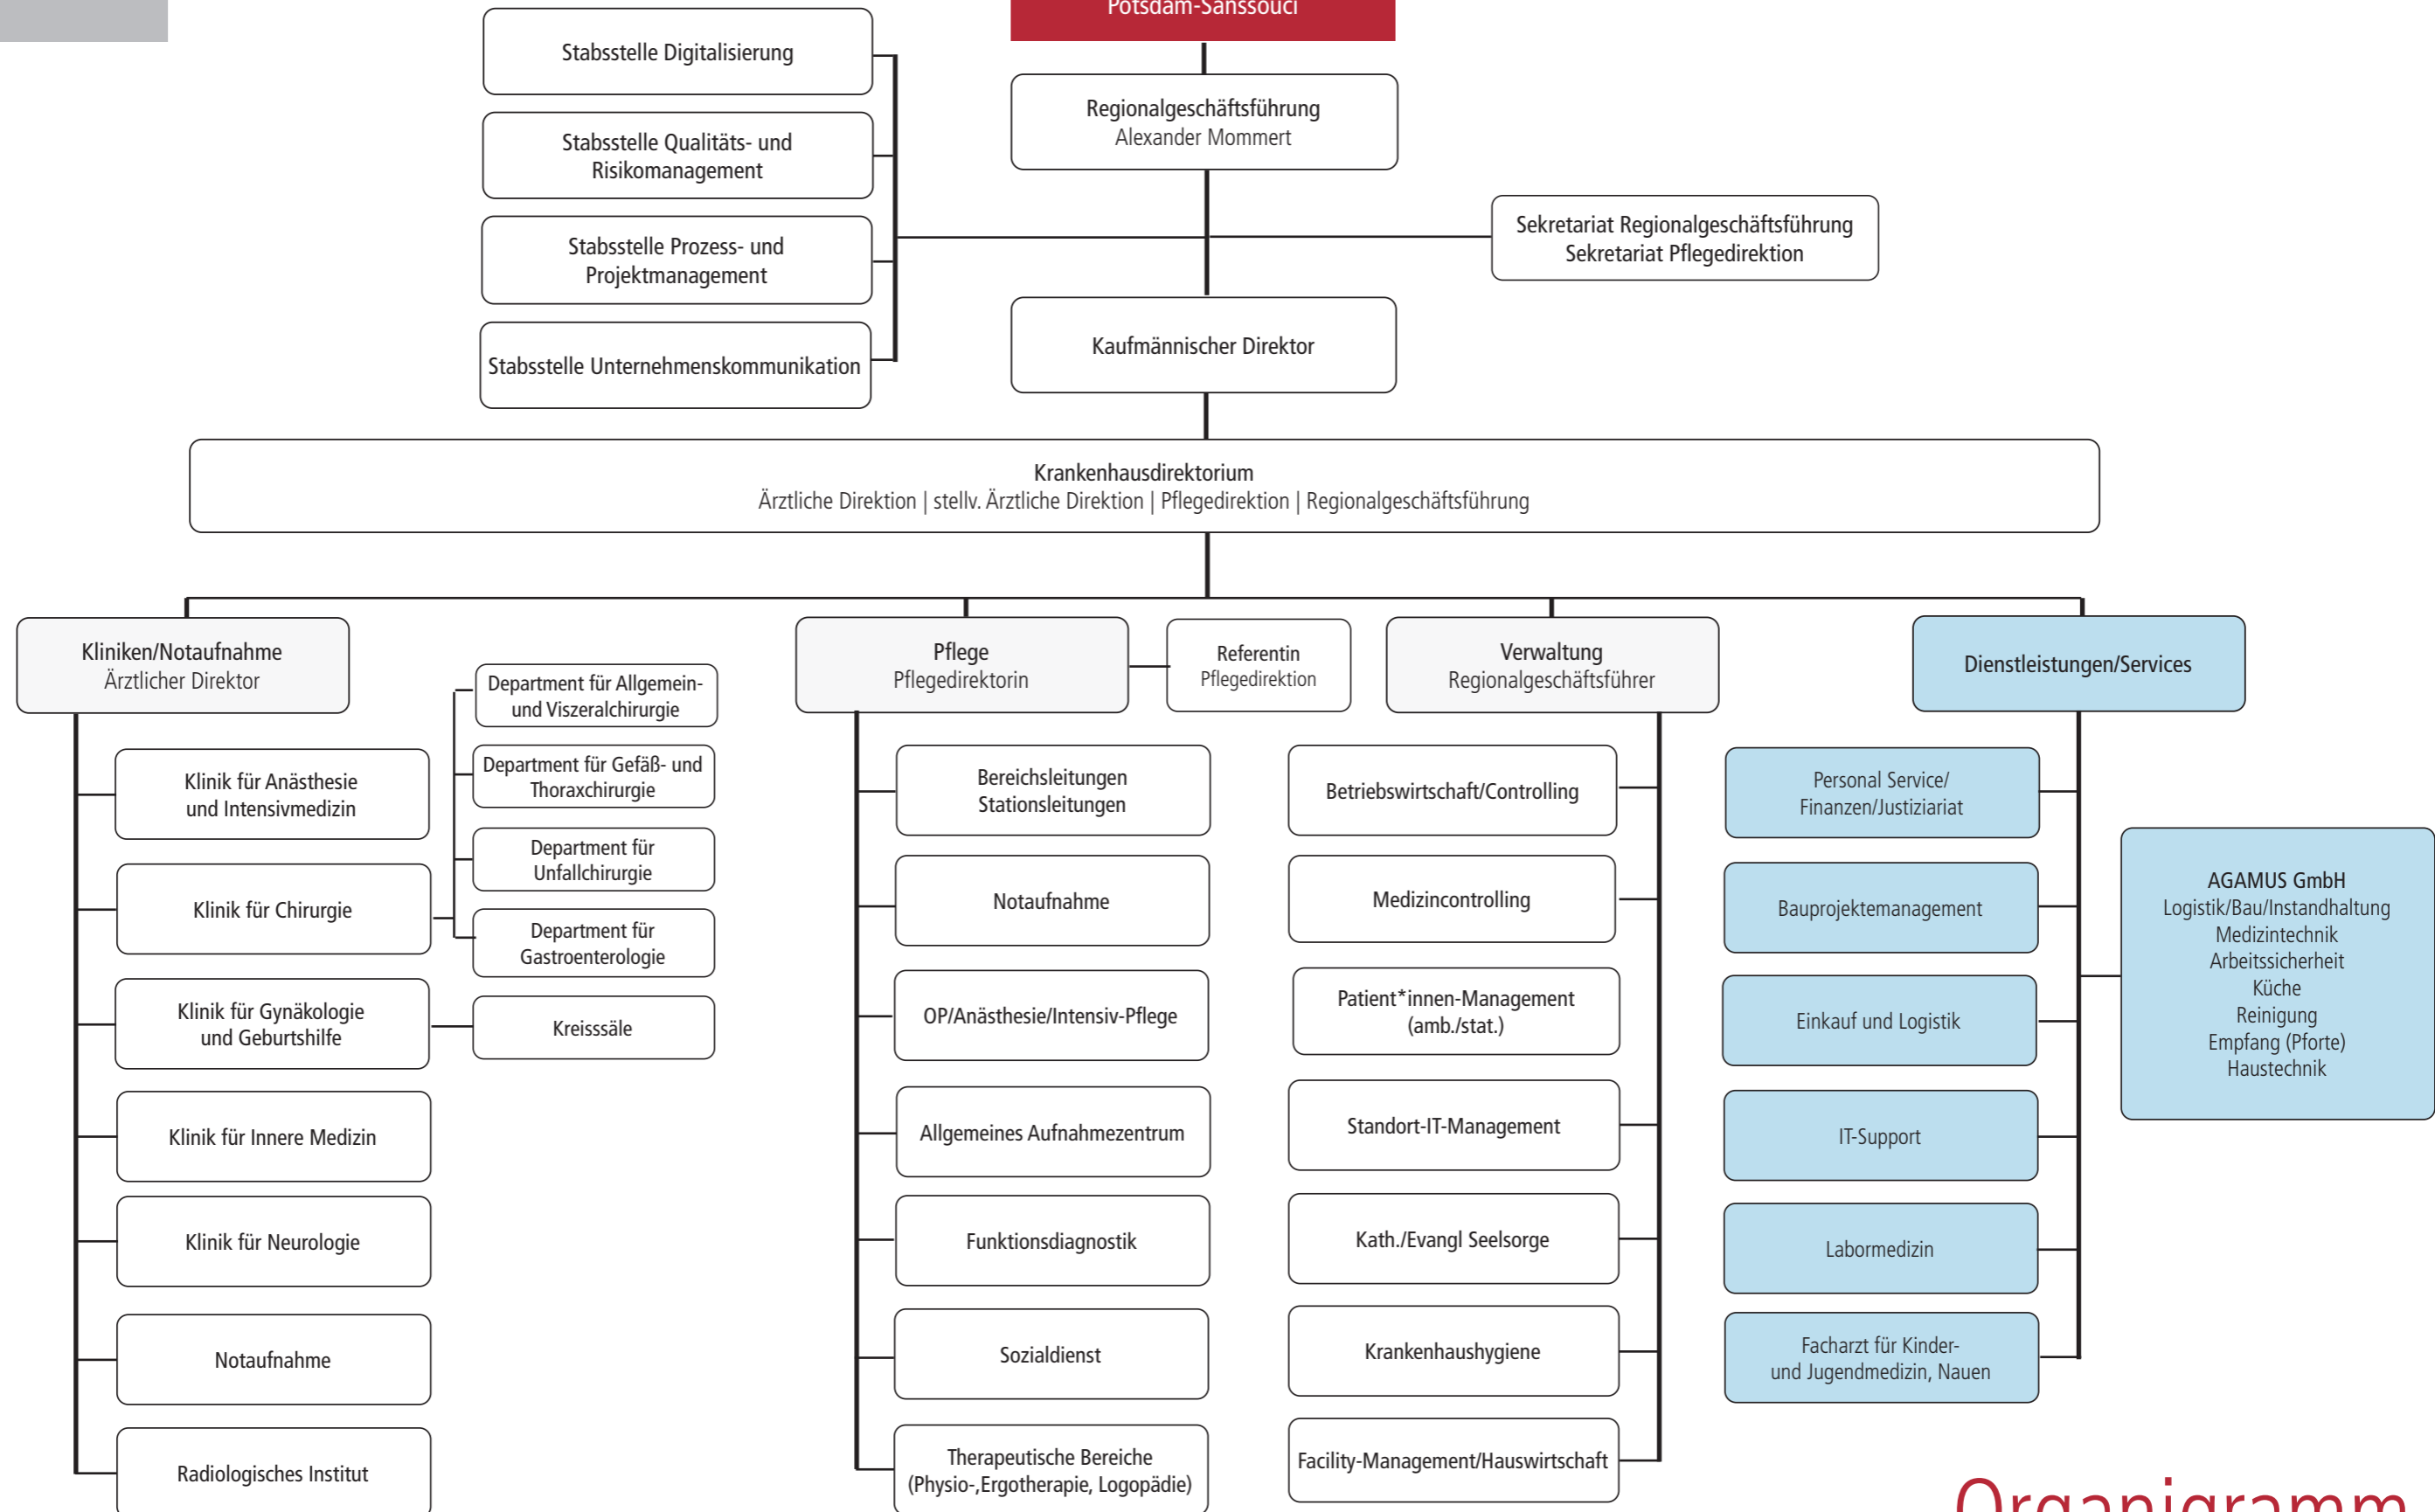 Potsdam-Sanssouci
Stabsstelle Digitalisierung
Regionalgeschäftsführung
Alexander Mommert
Stabsstelle Qualitäts- und
Risikomanagement
Sekretariat Regionalgeschäftsführung
Sekretariat Pflegedirektion
Stabsstelle Prozess- und
Projektmanagement
Kaufmännischer Direktor
Stabsstelle Unternehmenskommunikation
Krankenhausdirektorium
Ärztliche Direktion | stellv. Ärztliche Direktion | Pflegedirektion | Regionalgeschäftsführung
Kliniken/Notaufnahme
Ärztlicher Direktor
Klinik für Anästhesie
und Intensivmedizin
Klinik für Chirurgie
Klinik für Gynäkologie
und Geburtshilfe
Klinik für Innere Medizin
Klinik für Neurologie
Notaufnahme
Radiologisches Institut
Department für Allgemein-
und Viszeralchirurgie
Department für Gefäß- und
Thoraxchirurgie
Department für
Unfallchirurgie
Department für
Gastroenterologie
Kreisssäle
Pflege
Pflegedirektorin
Referentin
Pflegedirektion
Bereichsleitungen
Stationsleitungen
Notaufnahme
OP/Anästhesie/Intensiv-Pflege
Allgemeines Aufnahmezentrum
Funktionsdiagnostik
Sozialdienst
Therapeutische Bereiche
(Physio-,Ergotherapie, Logopädie)
Verwaltung
Regionalgeschäftsführer
Betriebswirtschaft/Controlling
Medizincontrolling
Patient*innen-Management
(amb./stat.)
Standort-IT-Management
Kath./Evangl Seelsorge
Krankenhaushygiene
Facility-Management/Hauswirtschaft
Dienstleistungen/Services
Personal Service/
Finanzen/Justiziariat
Bauprojektemanagement
Einkauf und Logistik
IT-Support
Labormedizin
Facharzt für Kinder-
und Jugendmedizin, Nauen
AGAMUS GmbH
Logistik/Bau/Instandhaltung
Medizintechnik
Arbeitssicherheit
Küche
Reinigung
Empfang (Pforte)
Haustechnik
Organigramm